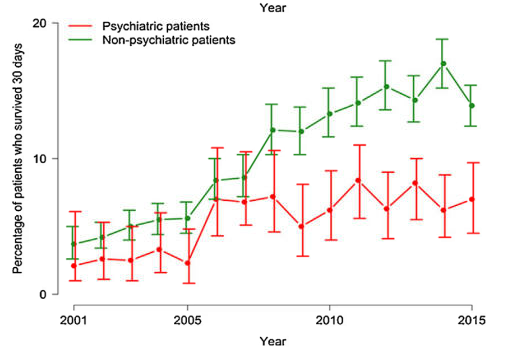 Year
20
Psychiatric patients
Non-psychiatric patients
Percentage of patients who survived 30 days
10
0
2001
2005
2010
2015
Year